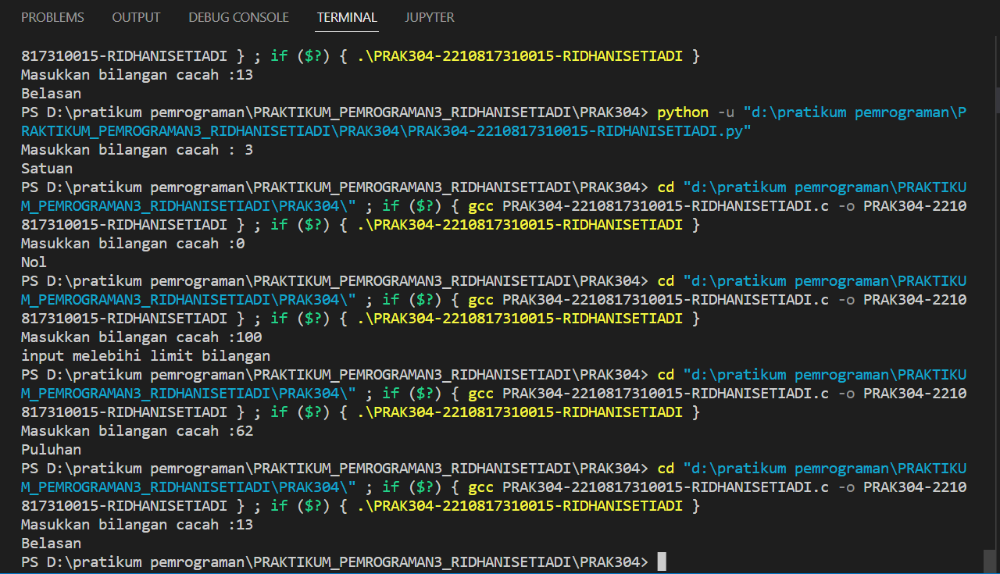 PROBLEMS OUTPUT DEBUG CONSOLE TERMINAL JUPYTER
817310015-RIDHANISETIADI } ; if ($?) { .\PRAK304-2210817310015-RIDHANISETIADI }
Masukkan bilangan cacah :13
Belasan
PS D:\pratikum pemrograman\PRAKTIKUM_PEMROGRAMAN3_RIDHANISETIADI\PRAK304> python -u "d:\pratikum pemrograman\P
RAKTIKUM_PEMROGRAMAN3_RIDHANISETIADI\PRAK304\PRAK304-2210817310015-RIDHANISETIADI.py"
Masukkan bilangan cacah : 3
Satuan
PS D:\pratikum pemrograman\PRAKTIKUM_PEMROGRAMAN3_RIDHANISETIADI\PRAK304> cd "d:\pratikum pemrograman\PRAKTIKU
M_PEMROGRAMAN3_RIDHANISETIADI\PRAK304\" ; if ($?) { gcc PRAK304-2210817310015-RIDHANISETIADI.c -o PRAK304-2210
817310015-RIDHANISETIADI } ; if ($?) { .\PRAK304-2210817310015-RIDHANISETIADI }
Masukkan bilangan cacah :0
Nol
PS D:\pratikum pemrograman\PRAKTIKUM_PEMROGRAMAN3_RIDHANISETIADI\PRAK304> cd "d:\pratikum pemrograman\PRAKTIKU
M_PEMROGRAMAN3_RIDHANISETIADI\PRAK304\" ; if ($?) { gcc PRAK304-2210817310015-RIDHANISETIADI.c -o PRAK304-2210
817310015-RIDHANISETIADI } ; if ($?) { .\PRAK304-2210817310015-RIDHANISETIADI }
Masukkan bilangan cacah :100
input melebihi limit bilangan
PS D:\pratikum pemrograman\PRAKTIKUM_PEMROGRAMAN3_RIDHANISETIADI\PRAK304> cd "d:\pratikum pemrograman\PRAKTIKU
M_PEMROGRAMAN3_RIDHANISETIADI\PRAK304\" ; if ($?) { gcc PRAK304-2210817310015-RIDHANISETIADI.c -o PRAK304-2210
817310015-RIDHANISETIADI } ; if ($?) { .\PRAK304-2210817310015-RIDHANISETIADI }
Masukkan bilangan cacah :62
Puluhan
PS D:\pratikum pemrograman\PRAKTIKUM_PEMROGRAMAN3_RIDHANISETIADI\PRAK304> cd "d:\pratikum pemrograman\PRAKTIKU
M_PEMROGRAMAN3_RIDHANISETIADI\PRAK304\" ; if ($?) { gcc PRAK304-2210817310015-RIDHANISETIADI.c -o PRAK304-2210
817310015-RIDHANISETIADI } ; if ($?) { .\PRAK304-2210817310015-RIDHANISETIADI }
Masukkan bilangan cacah :13
Belasan
PS D:\pratikum pemrograman\PRAKTIKUM_PEMROGRAMAN3_RIDHANISETIADI\PRAK304>